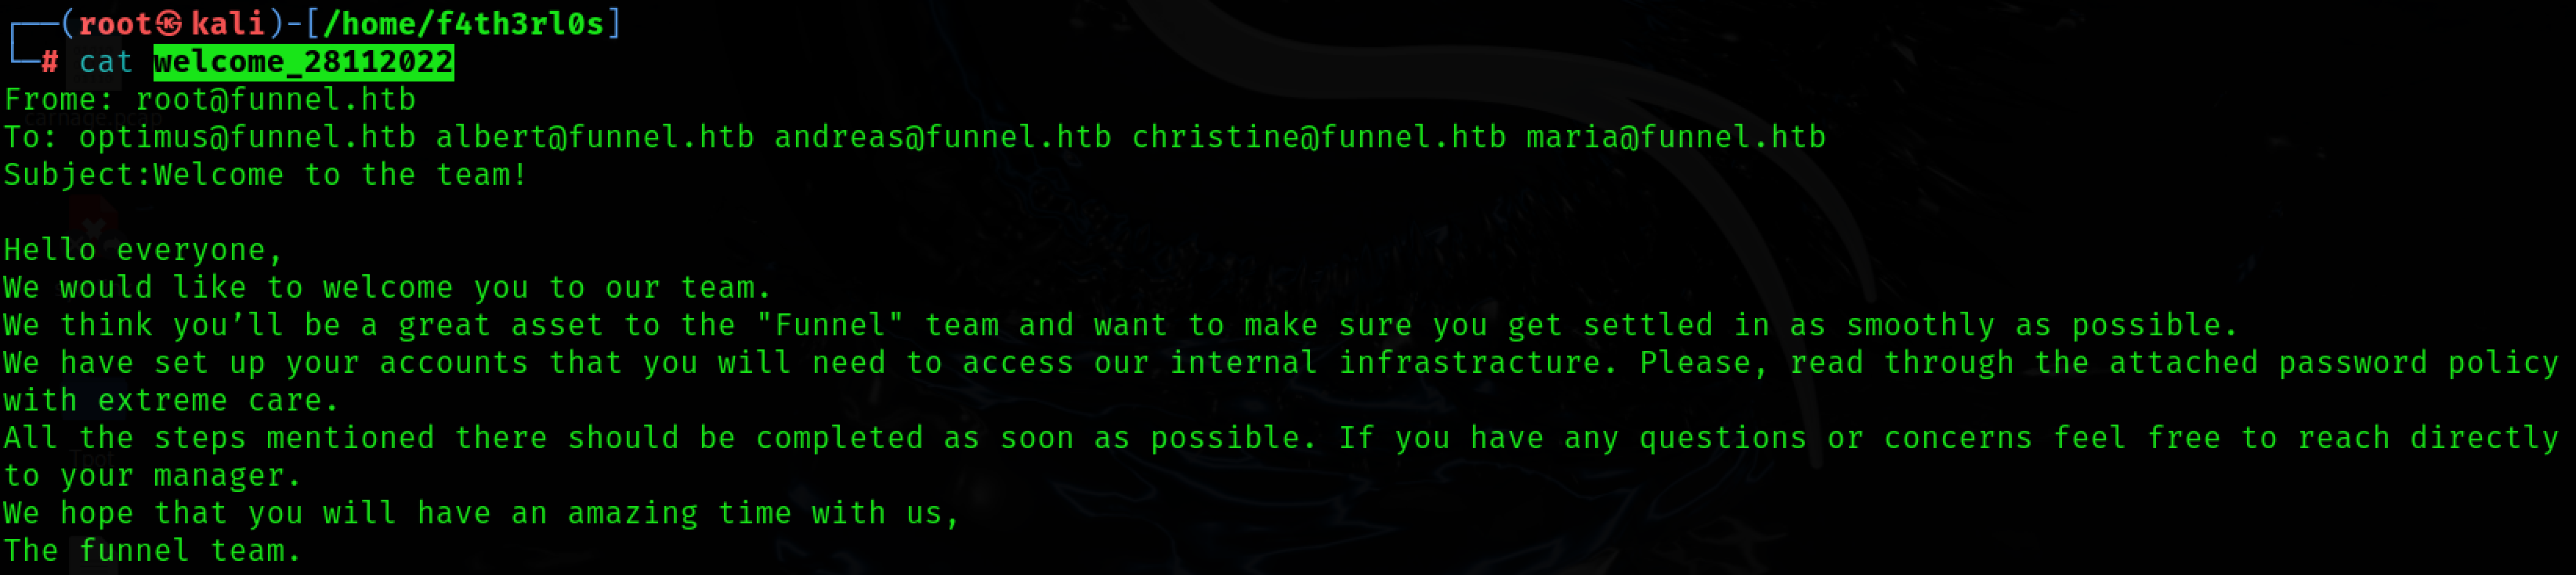 ┌──(root㉿kali)-[/home/f4th3rl0s]
└─# cat welcome_28112022
Frome: root@funnel.htb
To: optimus@funnel.htb albert@funnel.htb andreas@funnel.htb christine@funnel.htb maria@funnel.htb
Subject:Welcome to the team!

Hello everyone,
We would like to welcome you to our team.
We think you’ll be a great asset to the "Funnel" team and want to make sure you get settled in as smoothly as possible.
We have set up your accounts that you will need to access our internal infrastracture. Please, read through the attached password policy
with extreme care.
All the steps mentioned there should be completed as soon as possible. If you have any questions or concerns feel free to reach directly
to your manager.
We hope that you will have an amazing time with us,
The funnel team.
carnage.pcap
Tpot